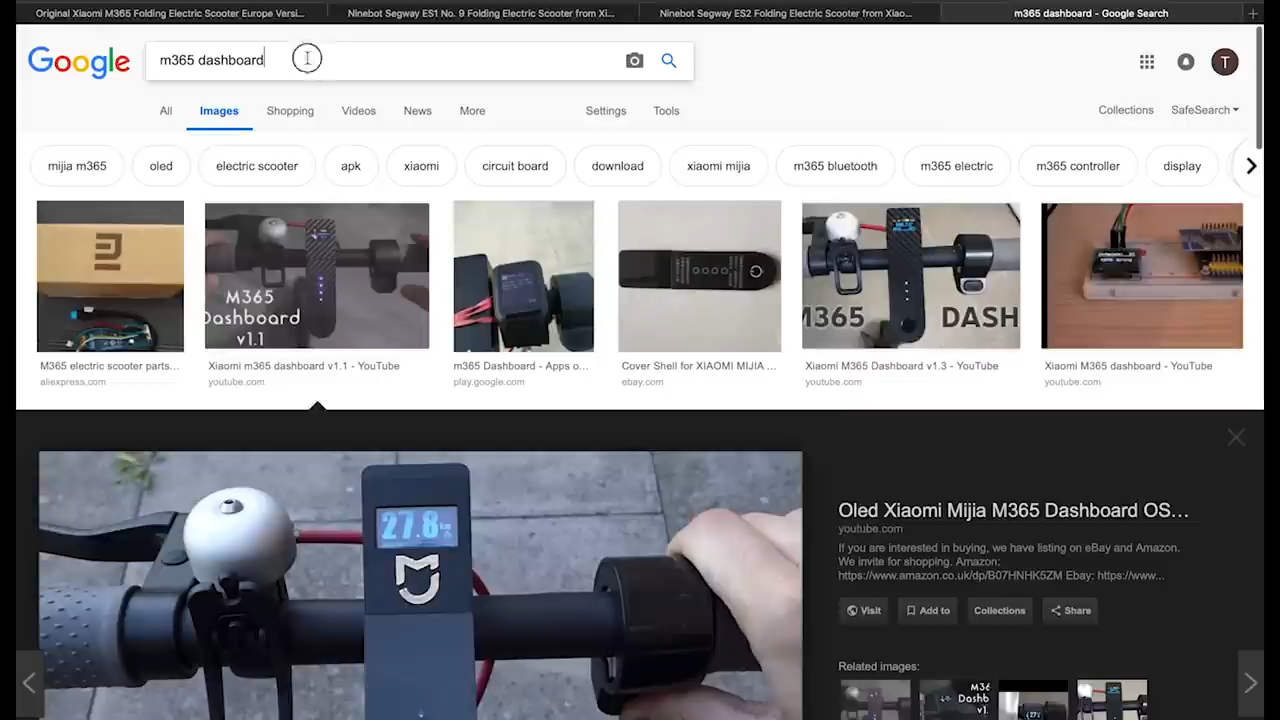 Original Xiaomi M365 Folding Electric Scooter Europe Versi...
Ninebot Segway ES1 No. 9 Folding Electric Scooter from Xi...
Ninebot Segway ES2 Folding Electric Scooter from Xiao...
m365 dashboard - Google Search
Google
m365 dashboard
T
All
Images
Shopping
Videos
News
More
Settings
Tools
Collections
SafeSearch
mijia m365
oled
electric scooter
apk
xiaomi
circuit board
download
xiaomi mijia
m365 bluetooth
m365 electric
m365 controller
display
M365
Dashboard
v1.1
M365 DASH
M365 electric scooter parts...
aliexpress.com
Xiaomi m365 dashboard v1.1 - YouTube
youtube.com
m365 Dashboard - Apps o...
play.google.com
Cover Shell for XIAOMI MIJIA ...
ebay.com
Xiaomi M365 Dashboard v1.3 - YouTube
youtube.com
Xiaomi M365 dashboard - YouTube
youtube.com
27.8 km
Oled Xiaomi Mijia M365 Dashboard OS...
youtube.com
If you are interested in buying, we have listing on eBay and Amazon.
We invite for shopping. Amazon:
https://www.amazon.co.uk/dp/B07HNHK5ZM Ebay: https://www...
Visit
Add to
Collections
Share
Related images: